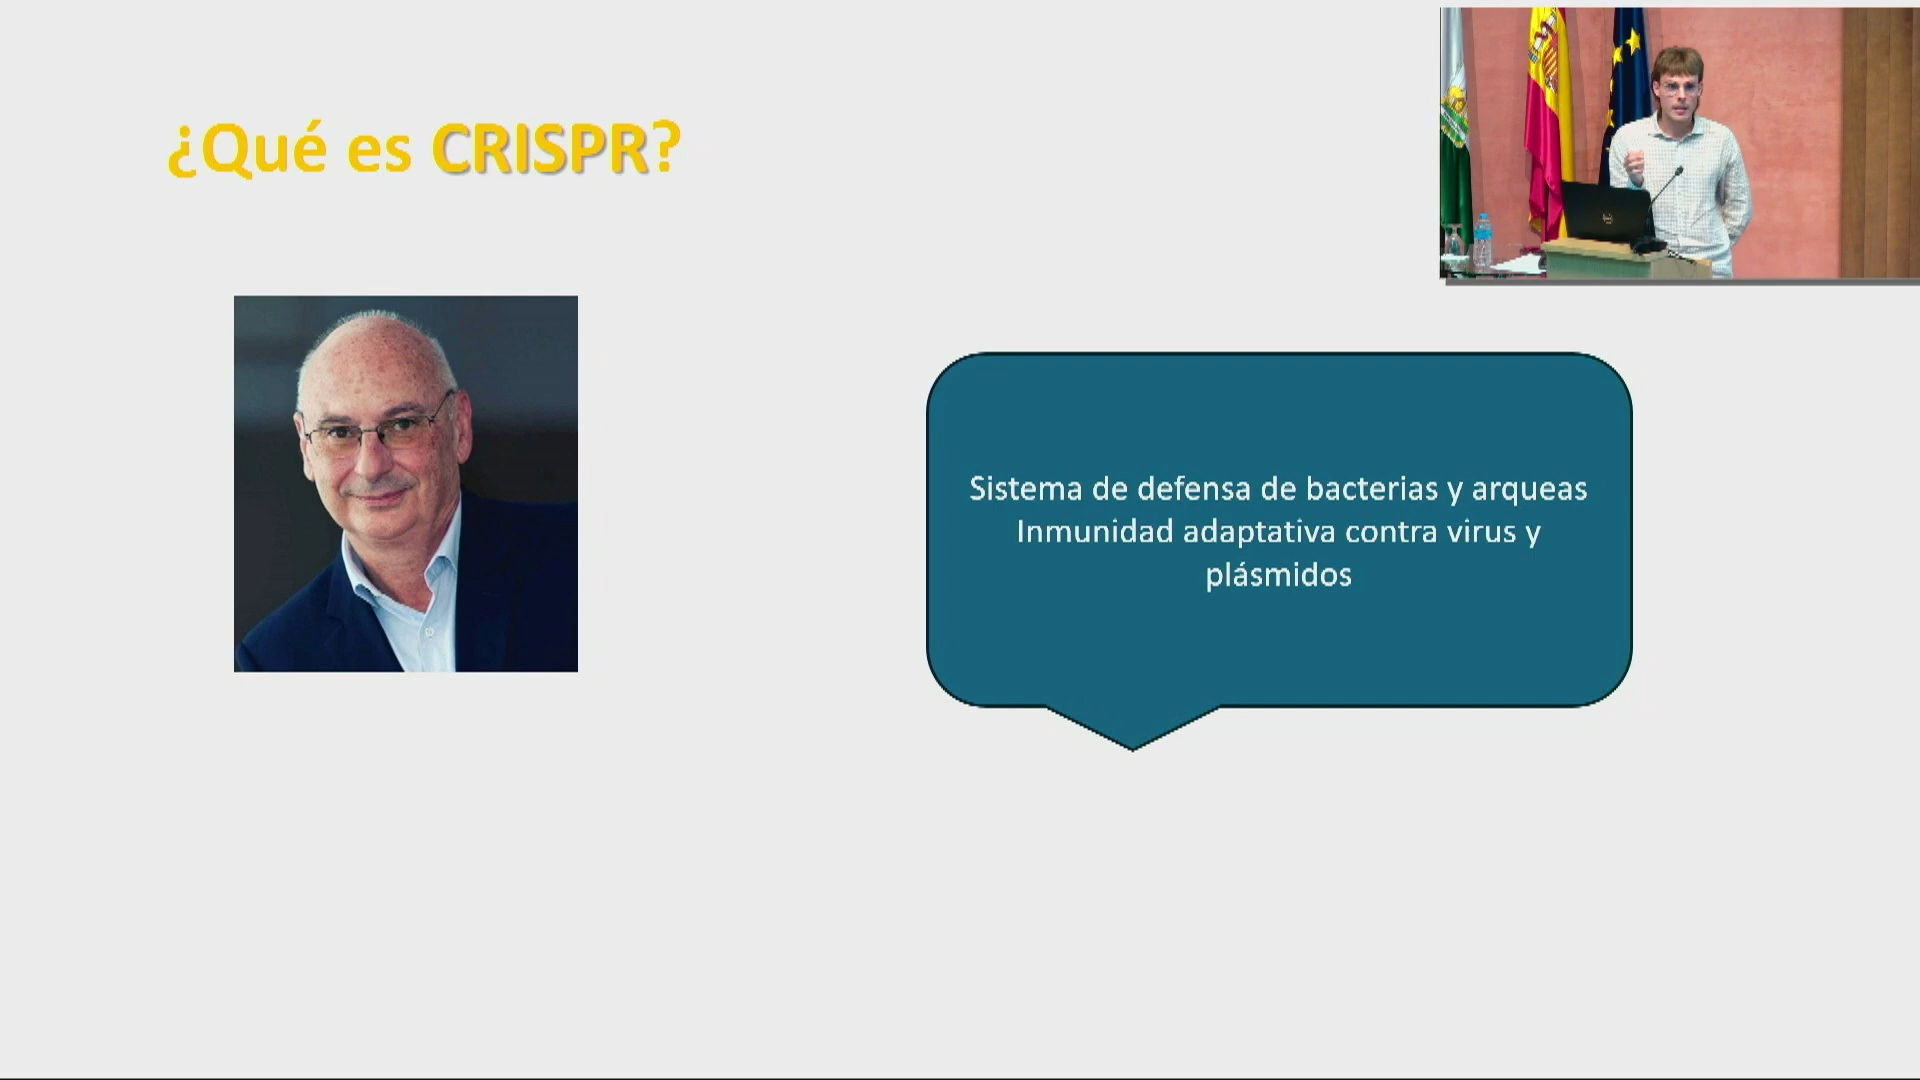 ¿Qué es CRISPR?
Sistema de defensa de bacterias y arqueas
Inmunidad adaptativa contra virus y
plásmidos